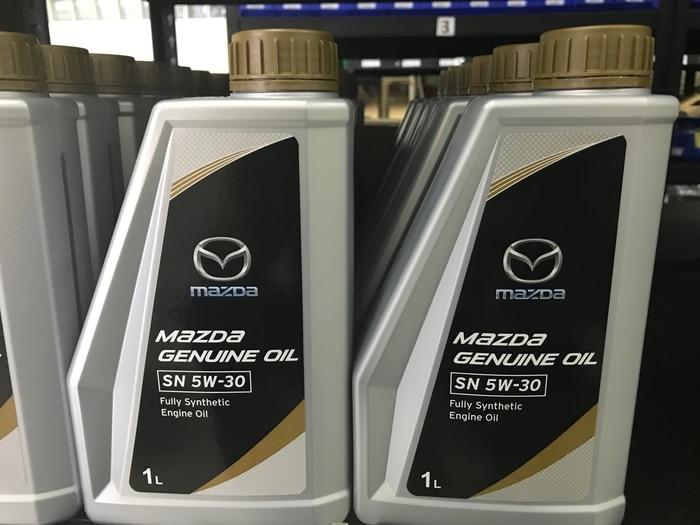 3
mazda
MAZDA
GENUINE OIL
SN 5W-30
Fully Synthetic
Engine Oil
1L
mazda
MAZDA
GENUINE OIL
SN 5W-30
Fully Synthetic
Engine Oil
1L